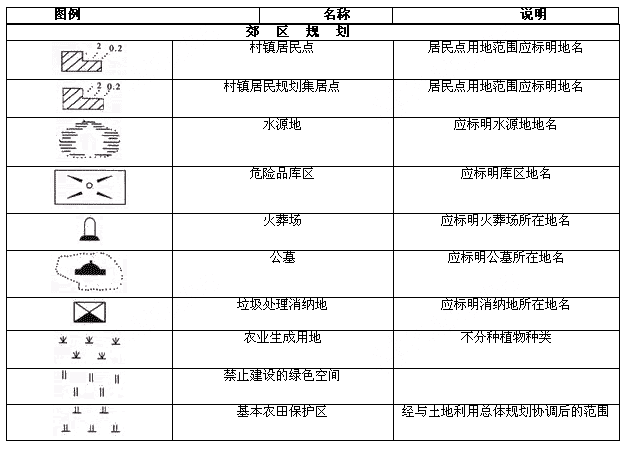 图例 名称 说明
郊 区 规 划
2 0.2 村镇居民点 居民点用地范围应标明地名
2 0.2 村镇居民规划集居点 居民点用地范围应标明地名
水源地 应标明水源地地名
危险品库区 应标明库区地名
火葬场 应标明火葬场所在地名
公墓 应标明公墓所在地名
垃圾处理消纳地 应标明消纳地所在地名
农业生成用地 不分种植物种类
禁止建设的绿色空间
基本农田保护区 经与土地利用总体规划协调后的范围